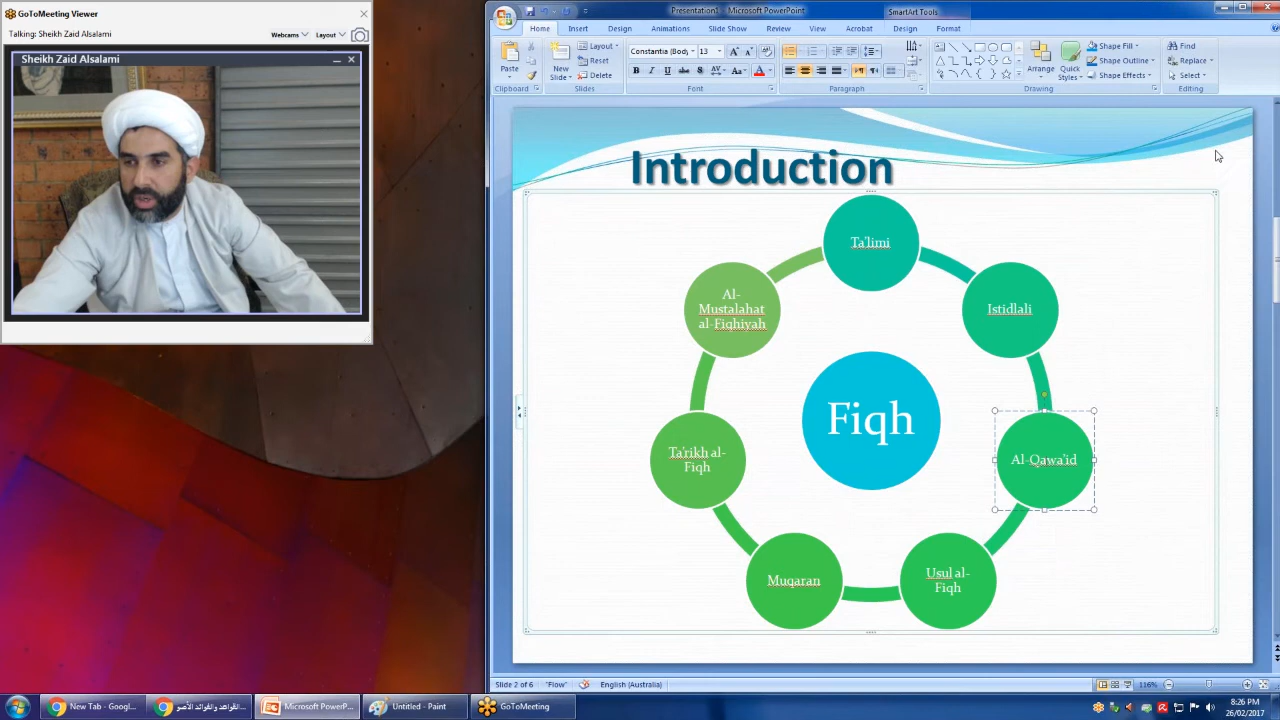 GoToMeeting Viewer
Talking: Sheikh Zaid Alsalami
Webcams
Layout
Sheikh Zaid Alsalami
Presentation1 - Microsoft PowerPoint
SmartArt Tools
Home
Insert
Design
Animations
Slide Show
Review
View
Acrobat
Design
Format
Paste
New
Slide
Layout
Reset
Delete
Constantia (Body)
13
Arrange
Quick
Styles
Shape Fill
Shape Outline
Shape Effects
Find
Replace
Select
Clipboard
Slides
Font
Paragraph
Drawing
Editing
Introduction
Ta'limi
Istidlali
Al-Qawa'id
Usul al-
Fiqh
Muqaran
Ta'rikh al-
Fiqh
Al-
Mustalahat
al-Fiqhiyah
Fiqh
Slide 2 of 6
"Flow"
English (Australia)
116%
New Tab - Googl...
القواعد والفوائد الأصو...
Microsoft PowerP...
Untitled - Paint
GoToMeeting
8:26 PM
26/02/2017